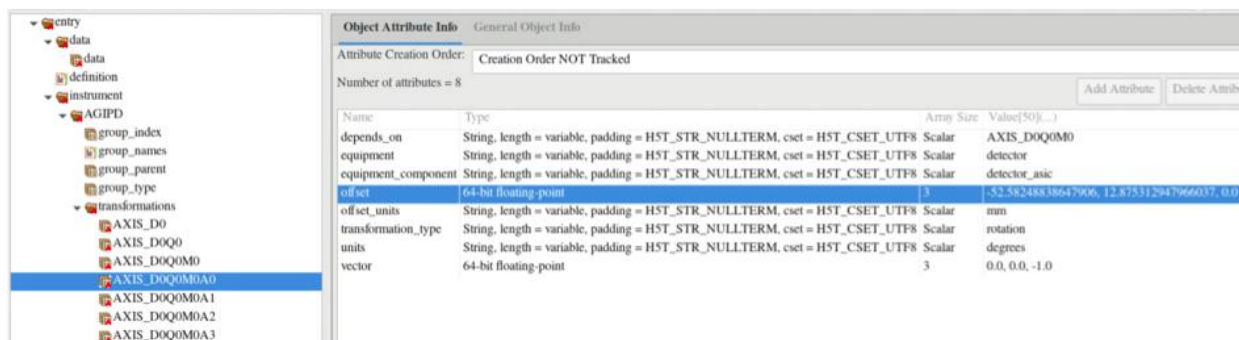 entry
data
data
definition
instrument
AGIPD
group_index
group_names
group_parent
group_type
transformations
AXIS_D0
AXIS_D0Q0
AXIS_D0Q0M0
AXIS_D0Q0M0A0
AXIS_D0Q0M0A1
AXIS_D0Q0M0A2
AXIS_D0Q0M0A3
Object Attribute Info General Object Info
Attribute Creation Order: Creation Order NOT Tracked
Number of attributes = 8
Add Attribute Delete Attrib
Name Type Array Size Value[50](...)
depends_on String, length = variable, padding = H5T_STR_NULLTERM, cset = H5T_CSET_UTF8 Scalar AXIS_D0Q0M0
equipment String, length = variable, padding = H5T_STR_NULLTERM, cset = H5T_CSET_UTF8 Scalar detector
equipment_component String, length = variable, padding = H5T_STR_NULLTERM, cset = H5T_CSET_UTF8 Scalar detector_asic
offset 64-bit floating-point 3 -52.58248838647906, 12.875312947966037, 0.0
offset_units String, length = variable, padding = H5T_STR_NULLTERM, cset = H5T_CSET_UTF8 Scalar mm
transformation_type String, length = variable, padding = H5T_STR_NULLTERM, cset = H5T_CSET_UTF8 Scalar rotation
units String, length = variable, padding = H5T_STR_NULLTERM, cset = H5T_CSET_UTF8 Scalar degrees
vector 64-bit floating-point 3 0.0, 0.0, -1.0